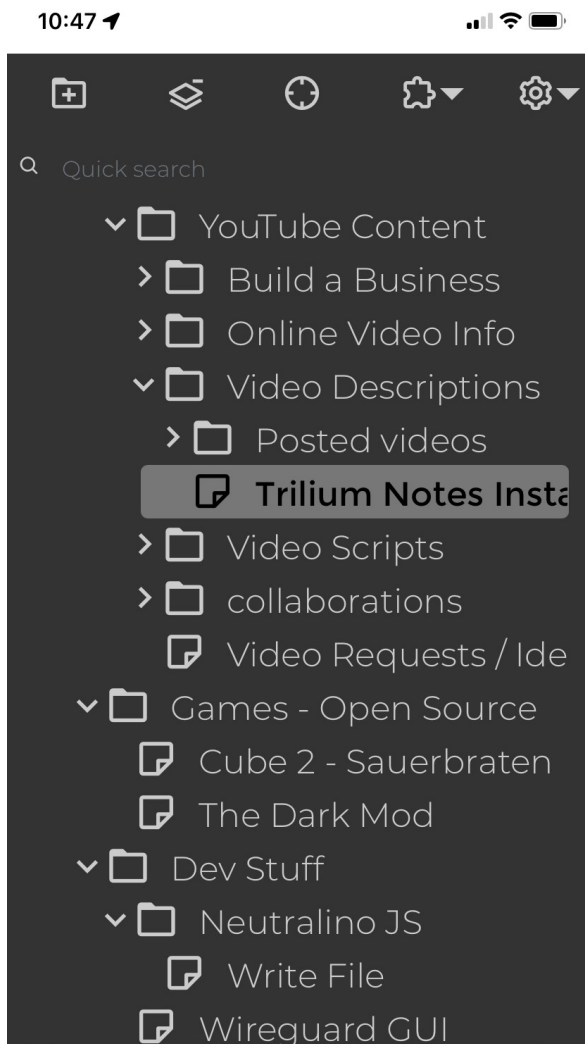 10:47
Quick search
YouTube Content
Build a Business
Online Video Info
Video Descriptions
Posted videos
Trilium Notes Insta
Video Scripts
collaborations
Video Requests / Ide
Games - Open Source
Cube 2 - Sauerbraten
The Dark Mod
Dev Stuff
Neutralino JS
Write File
Wireguard GUI